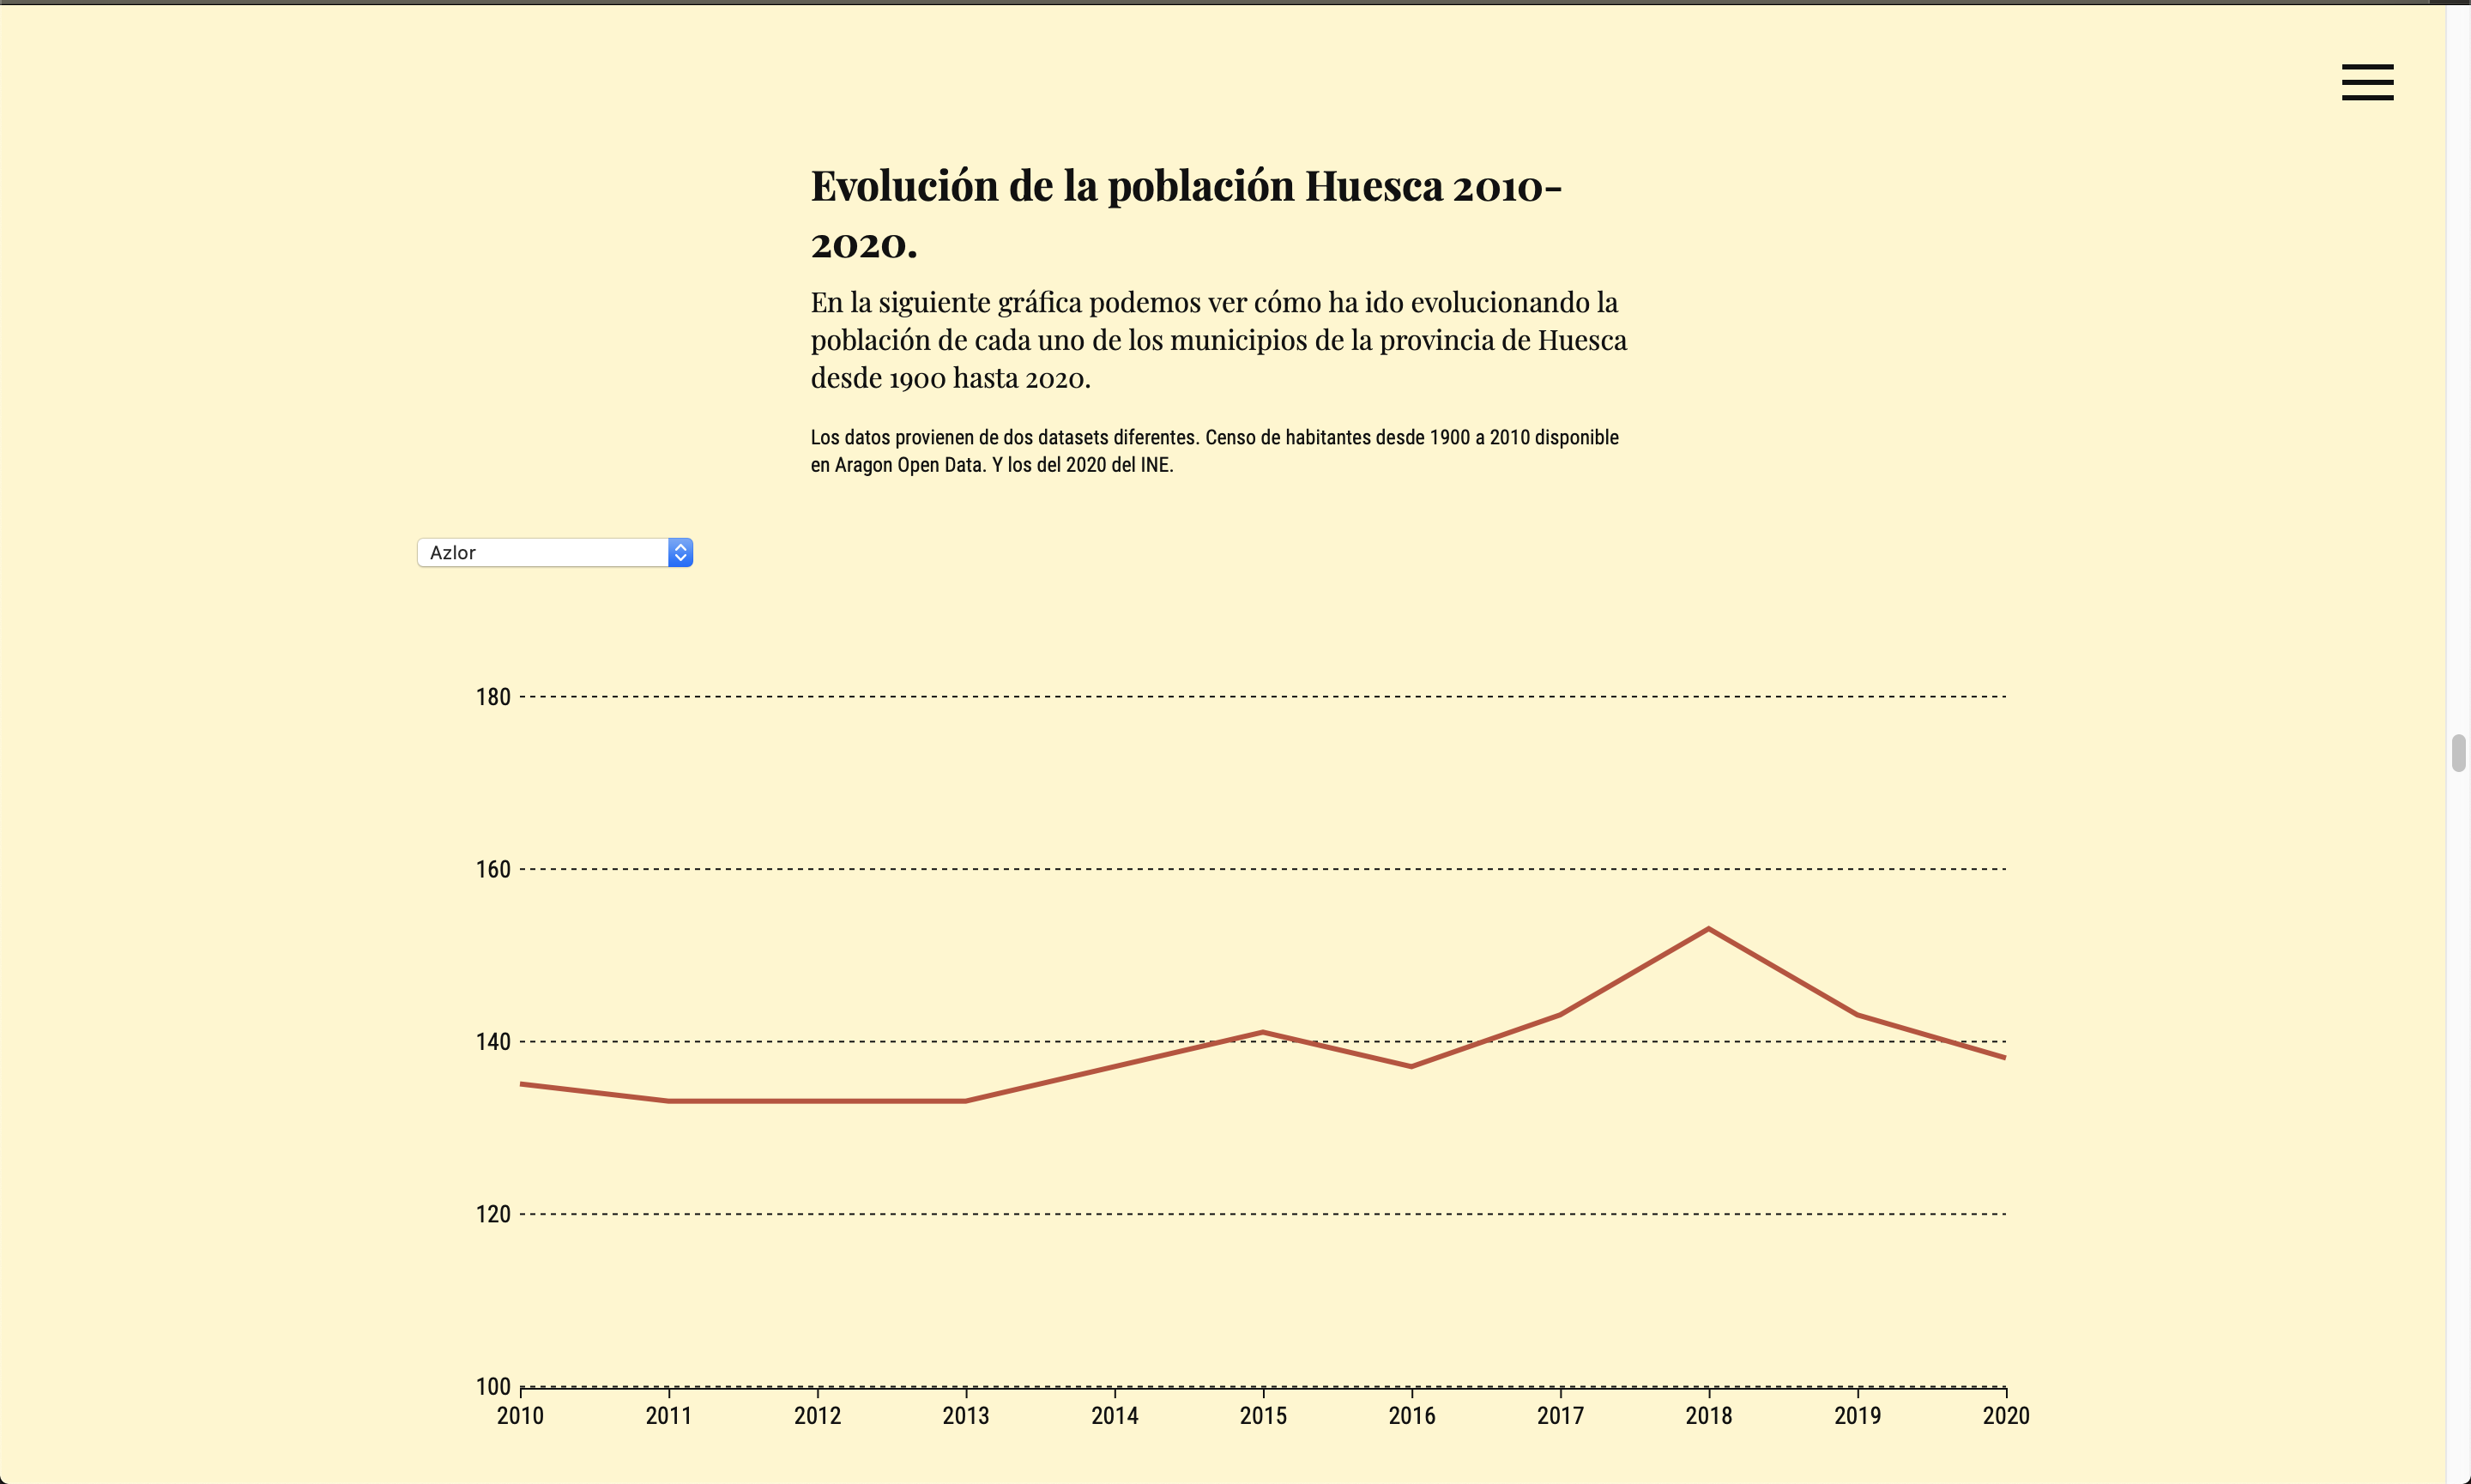 Evolución de la población Huesca 2010-
2020.
En la siguiente gráfica podemos ver cómo ha ido evolucionando la
población de cada uno de los municipios de la provincia de Huesca
desde 1900 hasta 2020.
Los datos provienen de dos datasets diferentes. Censo de habitantes desde 1900 a 2010 disponible
en Aragon Open Data. Y los del 2020 del INE.
Azlor
180
160
140
120
100
2010 2011 2012 2013 2014 2015 2016 2017 2018 2019 2020